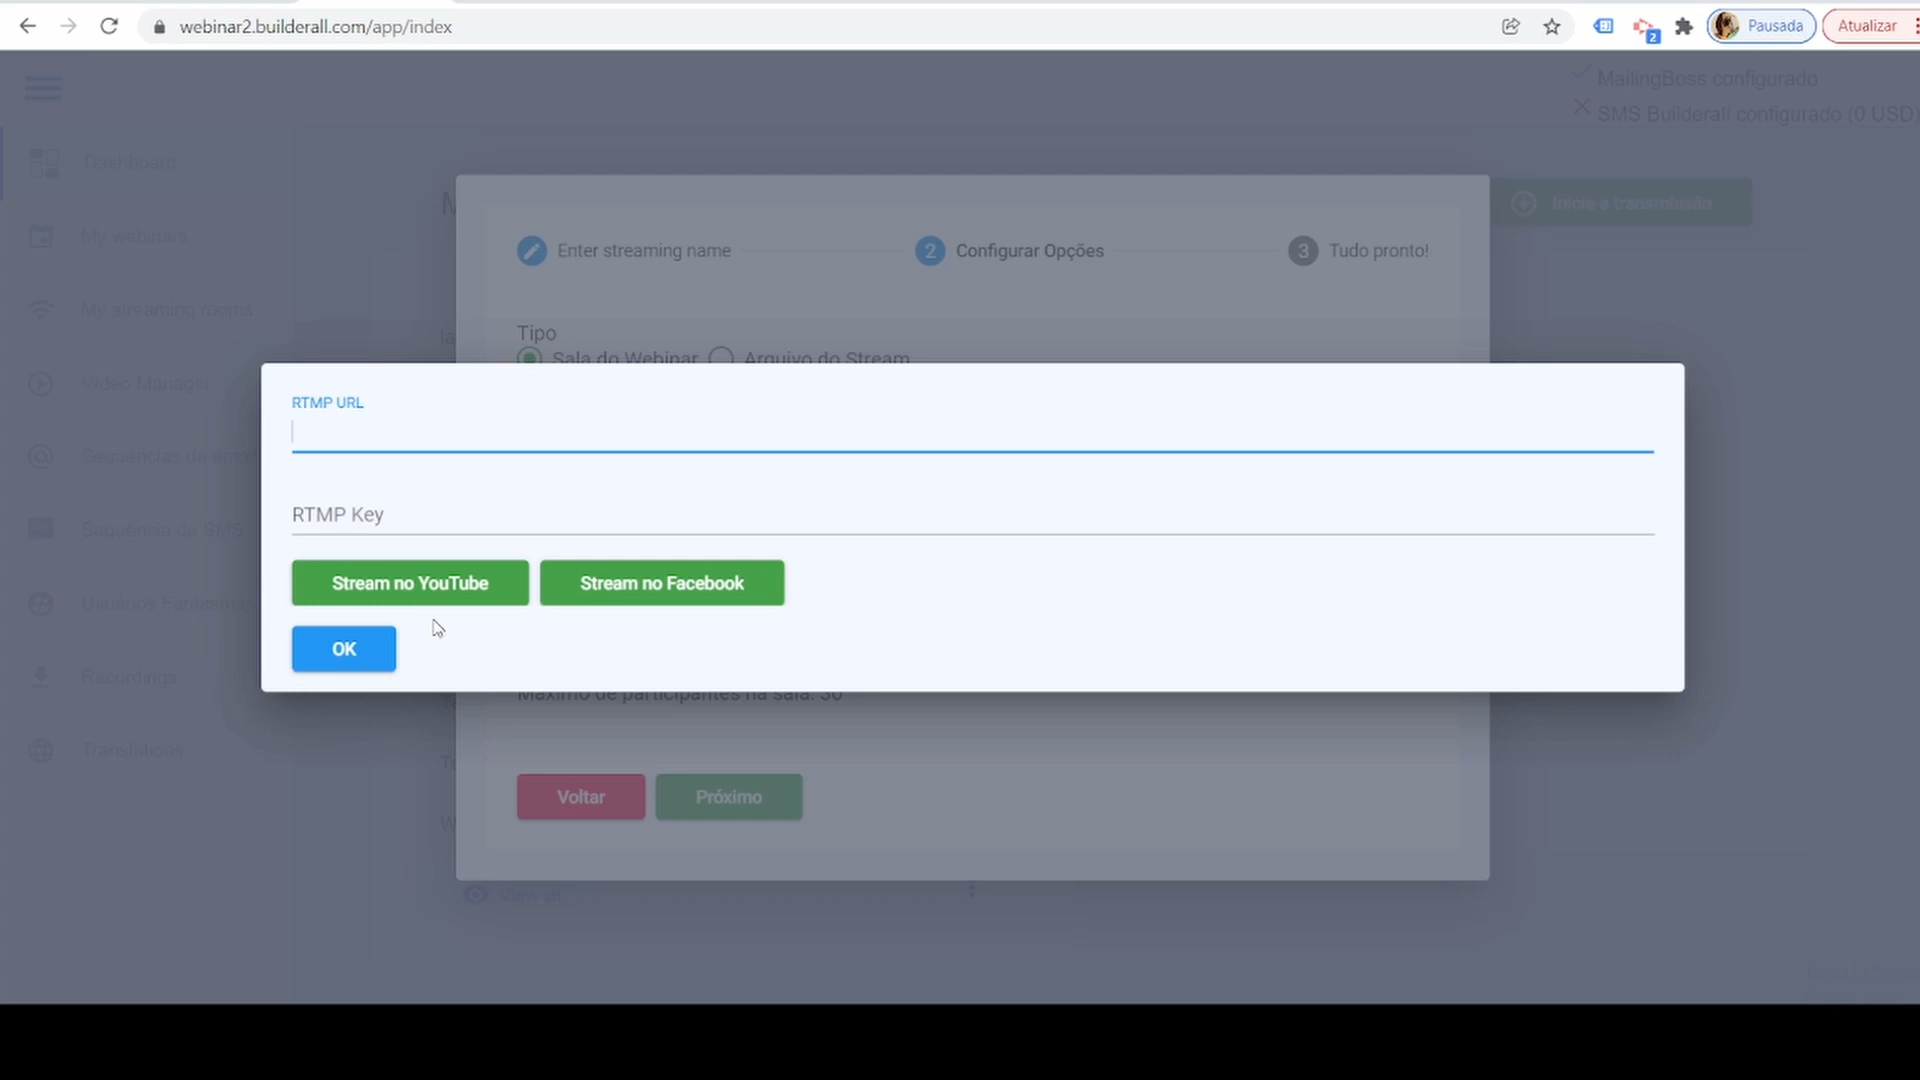 webinar2.builderall.com/app/index
2
Pausada
Atualizar
MailingBoss configurado
SMS Builderall configurado (0 USD)
Dashboard
My webinars
My streaming rooms
Video Manager
Sequências de
Sequência da SMS
Usuários Fantasmas
Recordings
Translations
Inicie a transmissão
Enter streaming name
2 Configurar Opções
3 Tudo pronto!
Tipo
Sala do Webinar
Arquivo do Stream
RTMP URL
RTMP Key
Stream no YouTube
Stream no Facebook
OK
Máximo de participantes na sala: 30
Voltar
Próximo
View all